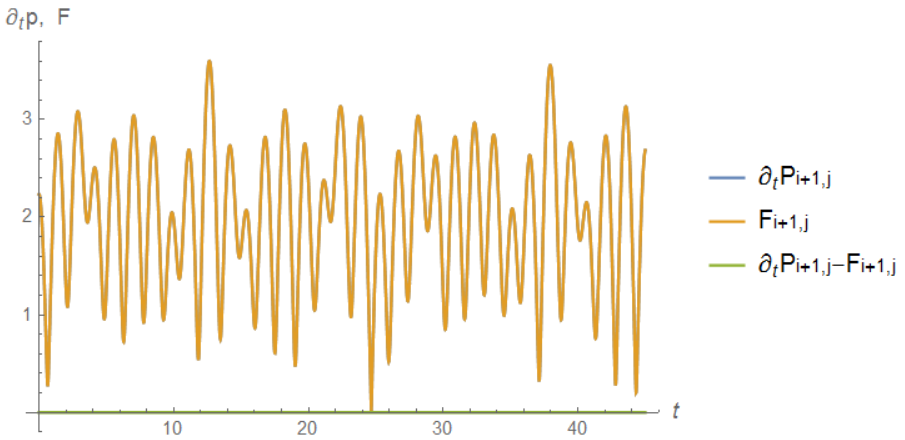 ∂ₜp, F
3
2
1
10 20 30 40 t
∂ₜPi+1,j
Fi+1,j
∂ₜPi+1,j−Fi+1,j